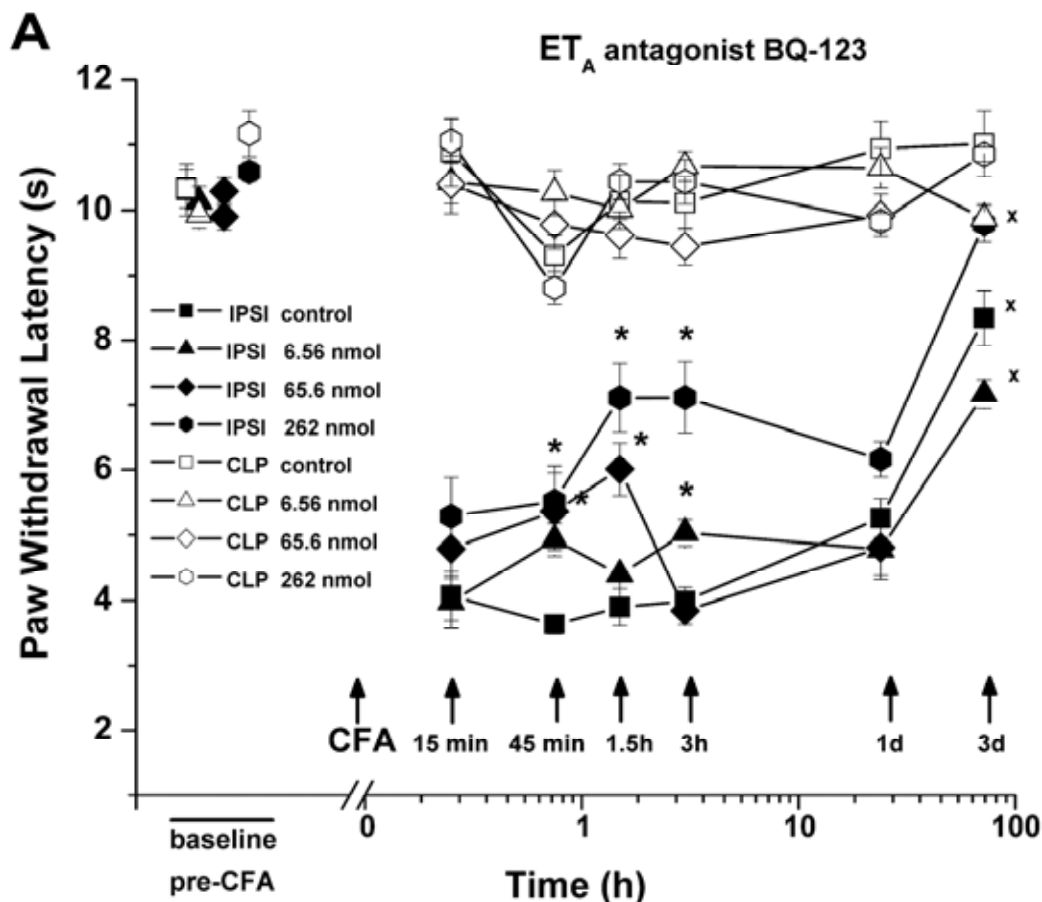 A
ET_A antagonist BQ-123
Paw Withdrawal Latency (s)
12
10
8
6
4
2
IPSI control
IPSI 6.56 nmol
IPSI 65.6 nmol
IPSI 262 nmol
CLP control
CLP 6.56 nmol
CLP 65.6 nmol
CLP 262 nmol
* * * * * *
x
x
x
CFA 15 min 45 min 1.5h 3h 1d 3d
0 1 10 100
baseline
pre-CFA
Time (h)